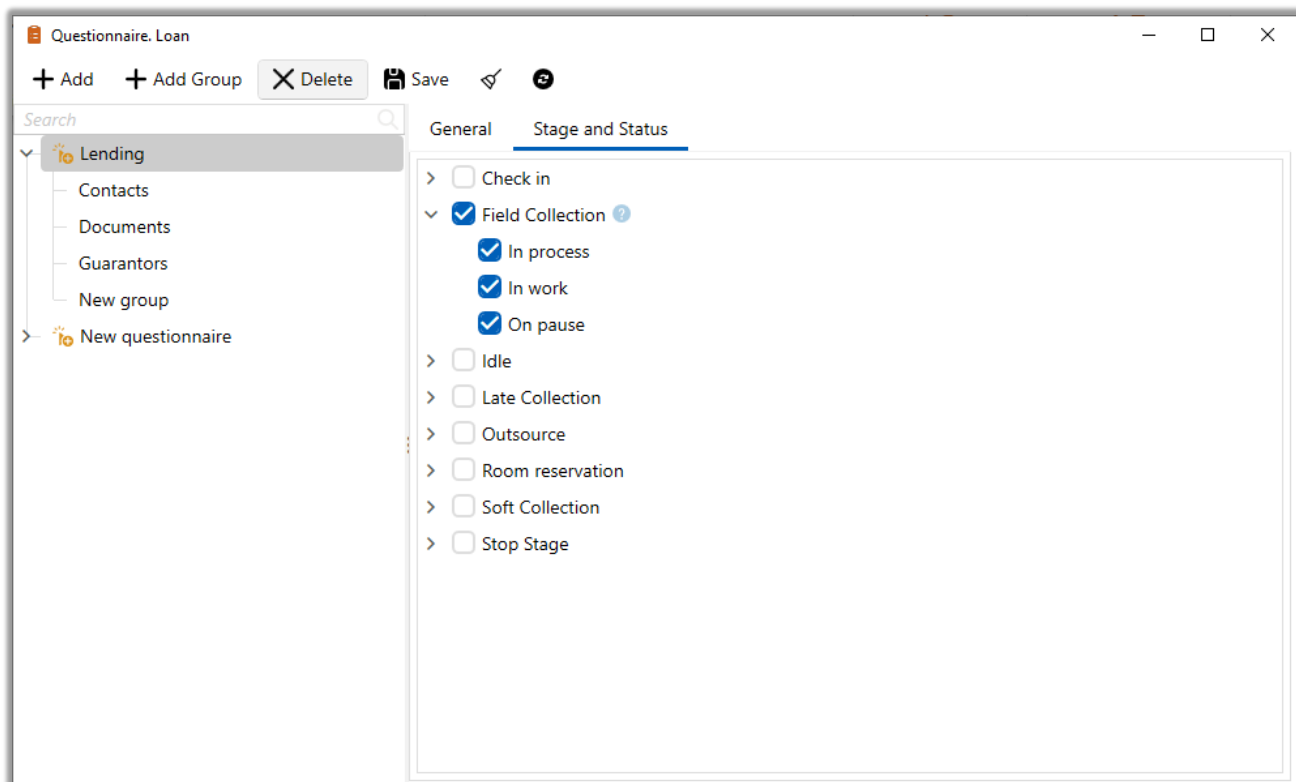 Questionnaire. Loan
Add Add Group Delete Save
Search
General Stage and Status
Lending
Contacts
Documents
Guarantors
New group
New questionnaire
Check in
Field Collection ?
In process
In work
On pause
Idle
Late Collection
Outsource
Room reservation
Soft Collection
Stop Stage